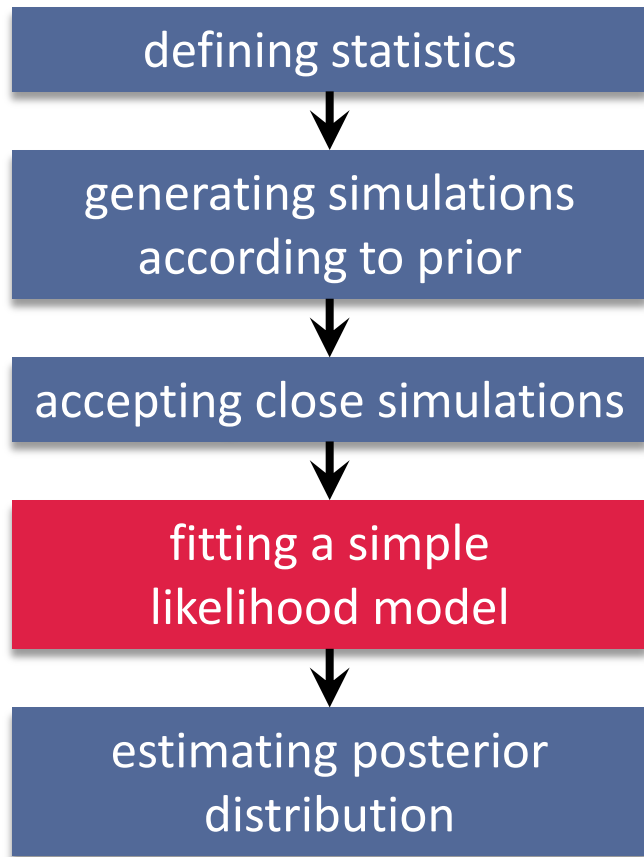 defining statistics
generating simulations
according to prior
accepting close simulations
fitting a simple
likelihood model
estimating posterior
distribution